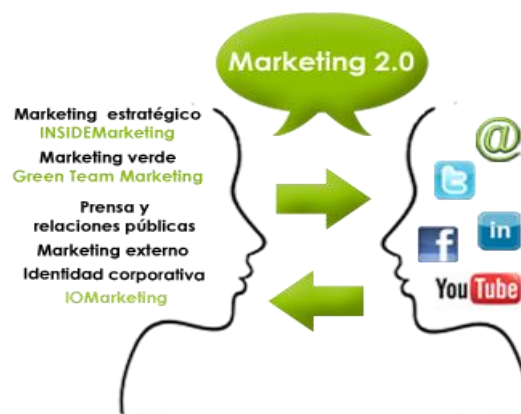 Marketing 2.0
Marketing estratégico
INSIDEMarketing
Marketing verde
Green Team Marketing
Prensa y
relaciones públicas
Marketing externo
Identidad corporativa
IOMarketing
@
t
f
in
YouTube